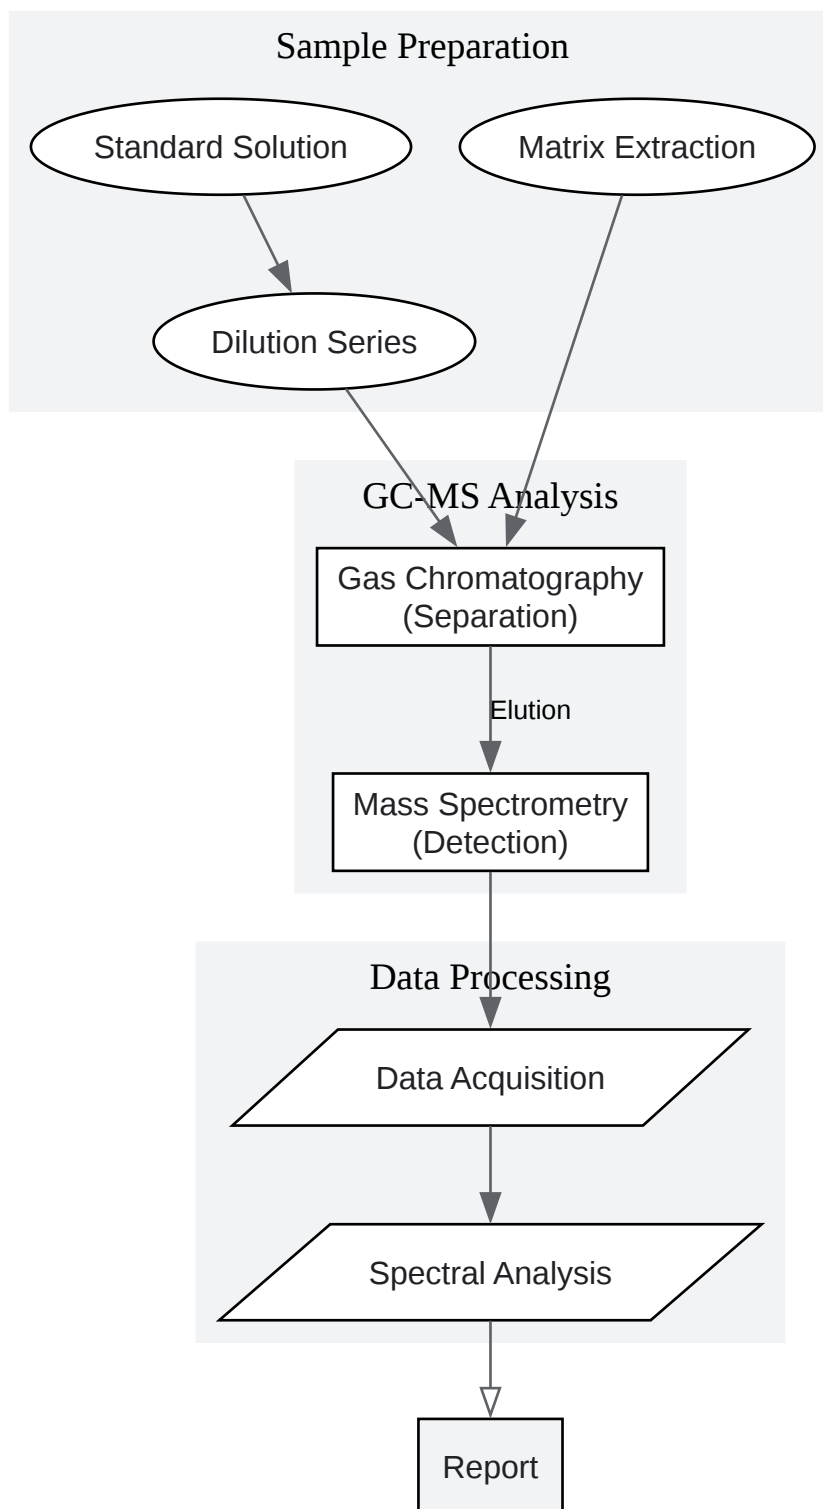 Sample Preparation
Standard Solution
Matrix Extraction
Dilution Series
GC-MS Analysis
Gas Chromatography
(Separation)
Elution
Mass Spectrometry
(Detection)
Data Processing
Data Acquisition
Spectral Analysis
Report